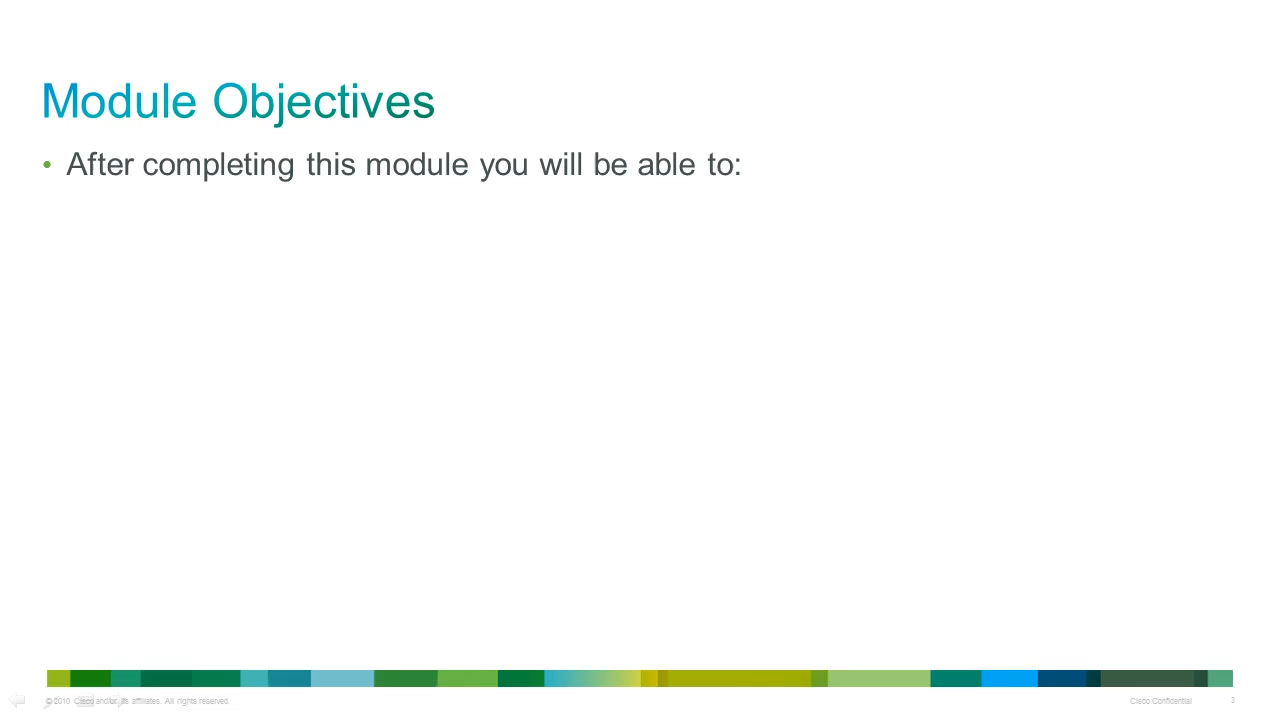 Module Objectives
• After completing this module you will be able to:
© 2010 Cisco and/or its affiliates. All rights reserved.
Cisco Confidential
3